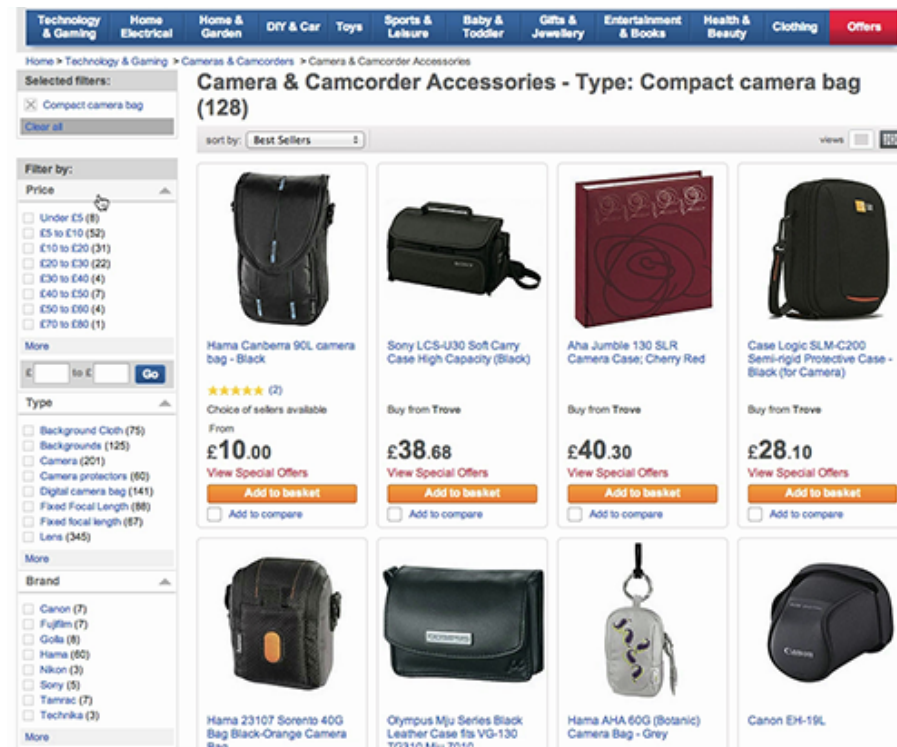 Technology & Gaming
Home Electrical
Home & Garden
DIY & Car
Toys
Sports & Leisure
Baby & Toddler
Gifts & Jewellery
Entertainment & Books
Health & Beauty
Clothing
Offers
Home > Technology & Gaming > Cameras & Camcorders > Camera & Camcorder Accessories
Selected filters:
Compact camera bag
Clear all
Camera & Camcorder Accessories - Type: Compact camera bag
(128)
sort by: Best Sellers
views
Filter by:
Price
Under £5 (8)
£5 to £10 (52)
£10 to £20 (31)
£20 to £30 (22)
£30 to £40 (4)
£40 to £50 (7)
£50 to £60 (4)
£70 to £80 (1)
More
£ to £ Go
Type
Background Cloth (75)
Backgrounds (125)
Camera (201)
Camera protectors (60)
Digital camera bag (141)
Fixed Focal Length (88)
Fixed focal length (67)
Lens (345)
More
Brand
Canon (7)
Fujifilm (7)
Golla (8)
Hama (60)
Nikon (3)
Sony (5)
Tamrac (7)
Technika (3)
More
Hama Canberra 90L camera
bag - Black
(2)
Choice of sellers available
From
£10.00
View Special Offers
Add to basket
Add to compare
SONY
Sony LCS-U30 Soft Carry
Case High Capacity (Black)
Buy from Trove
£38.68
View Special Offers
Add to basket
Add to compare
Aha Jumble 130 SLR
Camera Case; Cherry Red
Buy from Trove
£40.30
View Special Offers
Add to basket
Add to compare
Case Logic SLM-C200
Semi-rigid Protective Case -
Black (for Camera)
Buy from Trove
£28.10
View Special Offers
Add to basket
Add to compare
Hama 23107 Sorento 40G
Bag Black-Orange Camera
Bag
OLYMPUS
Olympus Mju Series Black
Leather Case fits VG-130
TG310 Mju 7010
Hama AHA 60G (Botanic)
Camera Bag - Grey
Canon
Canon EH-19L